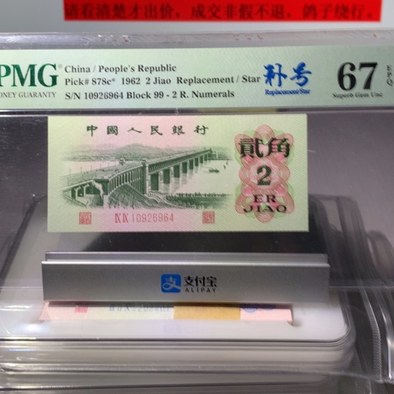 请看清楚才出价，成交非假不退，鸽子绕行。
PMG
MONEY GUARANTY
China / People's Republic
Pick# 878c* 1962 2 Jiao Replacement / Star
S/N 10926964 Block 99 - 2 R. Numerals
补号
Replacement/Star
67
EPQ
Superb Gem Unc
中國人民銀行
貳角
2
ER
JIAO
ⅨⅨ10926964
支付宝
ALIPAY